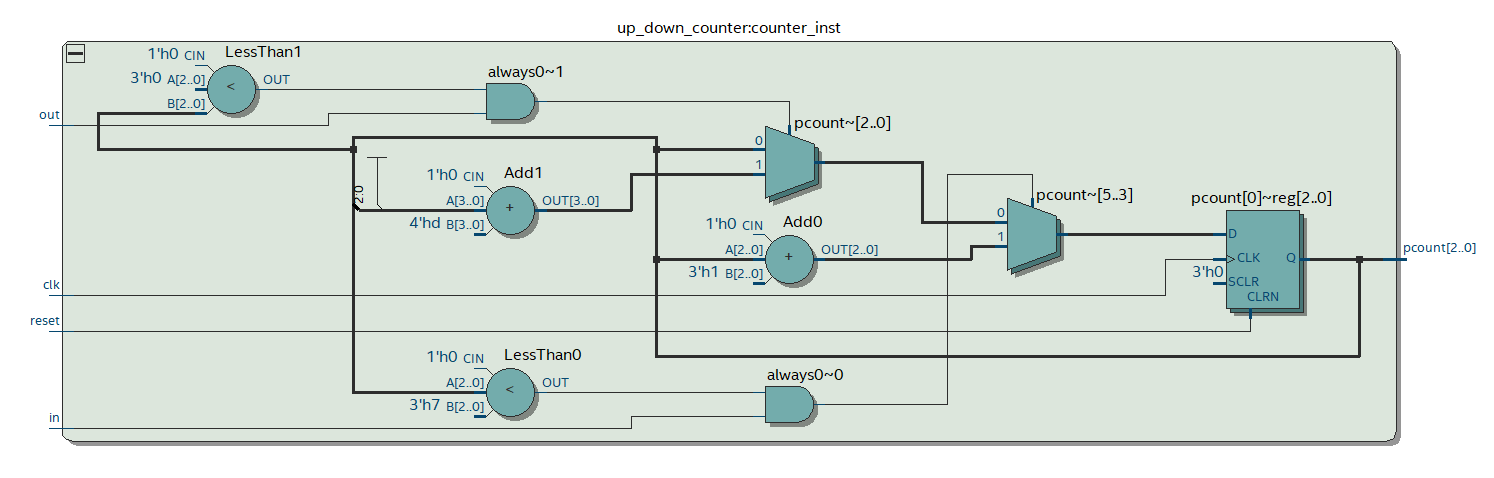 up_down_counter:counter_inst
1'h0 CIN
LessThan1
3'h0 A[2..0]
<
OUT
B[2..0]
always0~1
out
pcount~[2..0]
0
1
1'h0 CIN
Add1
2:0
A[3..0]
+
OUT[3..0]
4'hd B[3..0]
1'h0 CIN
Add0
A[2..0]
+
OUT[2..0]
3'h1 B[2..0]
pcount~[5..3]
0
1
pcount[0]~reg[2..0]
D
CLK
Q
3'h0
SCLR
CLRN
pcount[2..0]
clk
reset
1'h0 CIN
LessThan0
A[2..0]
<
OUT
3'h7 B[2..0]
always0~0
in